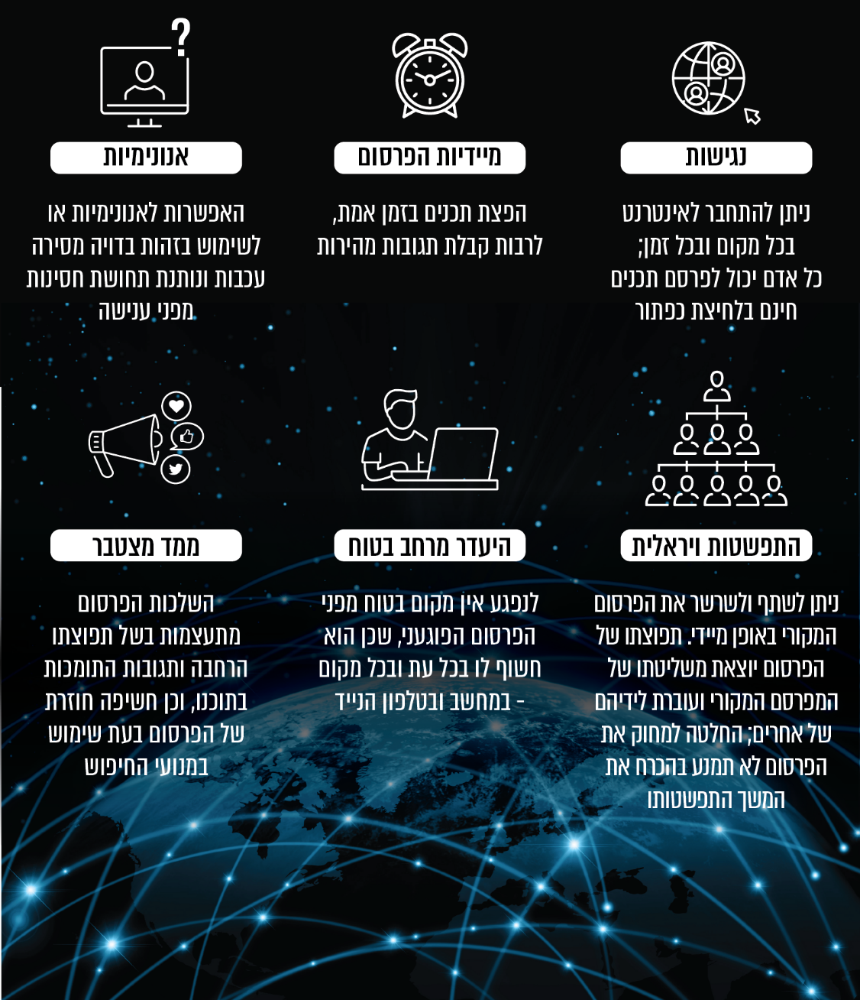 נגישות
ניתן להתחבר לאינטרנט
בכל מקום ובכל זמן;
כל אדם יכול לפרסם תכנים
חינם בלחיצת כפתור
מיידיות הפרסום
הפצת תכנים בזמן אמת,
לרבות קבלת תגובות מהירות
?
אנונימיות
האפשרות לאנונימיות או
לשימוש בזהות בדויה מסירה
עכבות ונותנת תחושת חסינות
מפני ענישה
התפשטות ויראלית
ניתן לשתף ולשרשר את הפרסום
המקורי באופן מיידי. תפוצתו של
הפרסום יוצאת משליטתו של
המפרסם המקורי ועוברת לידיהם
של אחרים; החלטה למחוק את
הפרסום לא תמנע בהכרח את
המשך התפשטותו
היעדר מרחב בטוח
לנפגע אין מקום בטוח מפני
הפרסום הפוגעני, שכן הוא
חשוף לו בכל עת ובכל מקום
- במחשב ובטלפון הנייד
ממד מצטבר
השלכות הפרסום
מתעצמות בשל תפוצתו
הרחבה ותגובות התומכות
בתוכנו, וכן חשיפה חוזרת
של הפרסום בעת שימוש
במנועי החיפוש